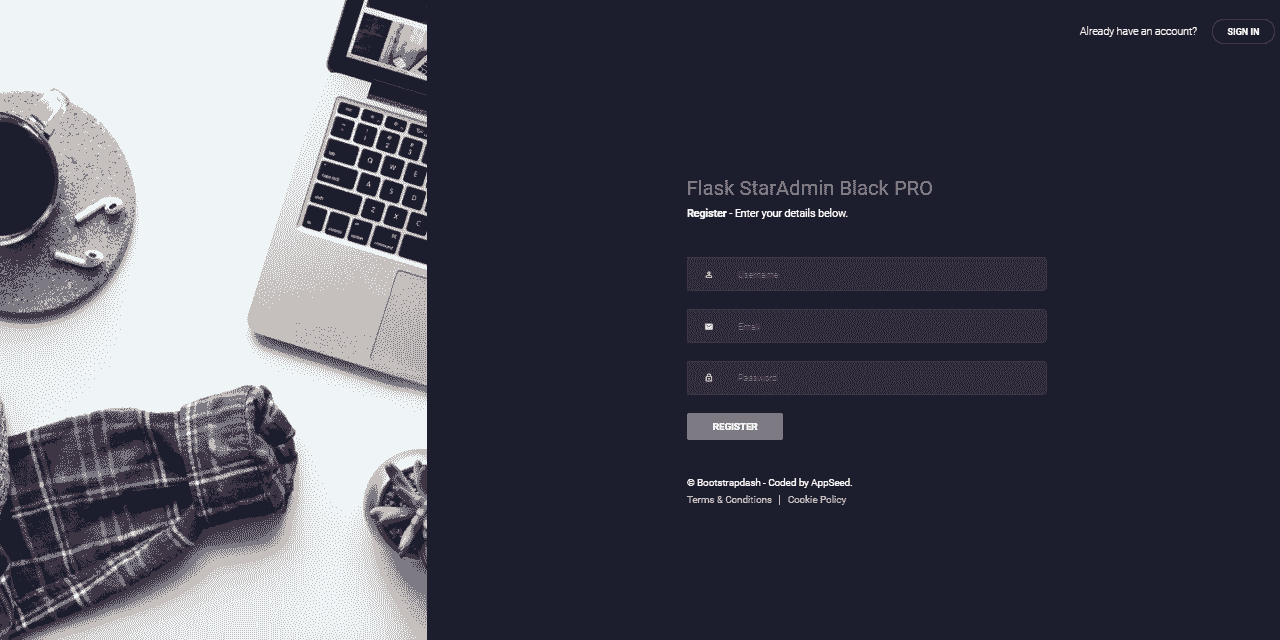 Already have an account? SIGN IN
Flask StarAdmin Black PRO
Register - Enter your details below.
Username
Email
Password
REGISTER
© Bootstrapdash - Coded by AppSeed.
Terms & Conditions | Cookie Policy